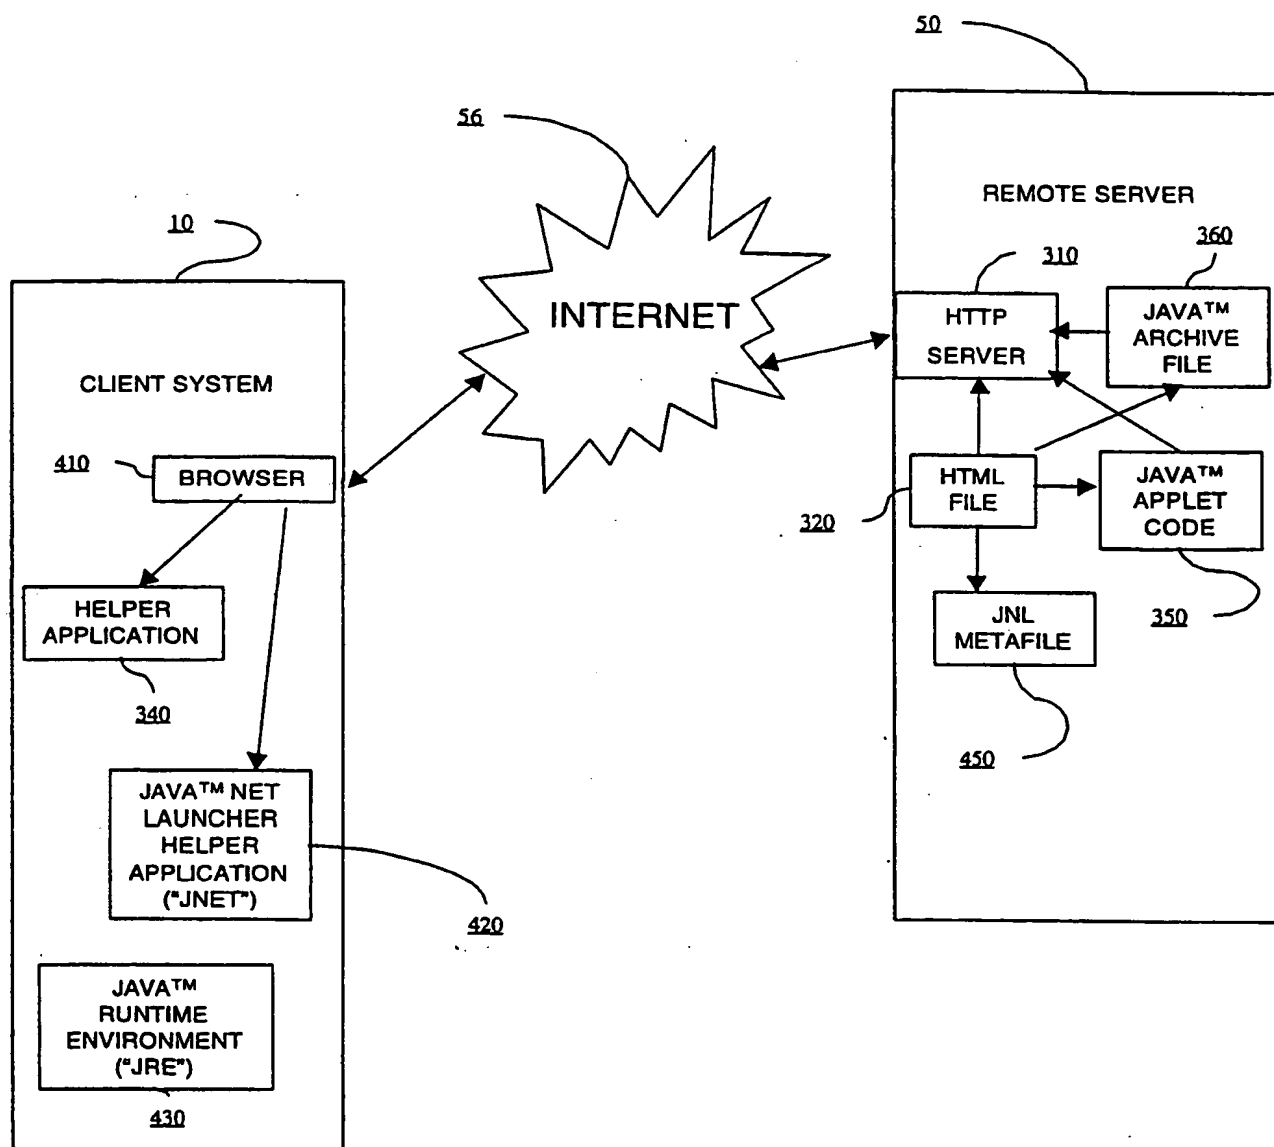 50
56
REMOTE SERVER
10
310
360
INTERNET
HTTP
SERVER
JAVA™
ARCHIVE
FILE
CLIENT SYSTEM
410
BROWSER
HTML
FILE
320
JAVA™
APPLET
CODE
HELPER
APPLICATION
340
JNL
METAFILE
350
450
JAVA™ NET
LAUNCHER
HELPER
APPLICATION
("JNET")
420
JAVA™
RUNTIME
ENVIRONMENT
("JRE")
430